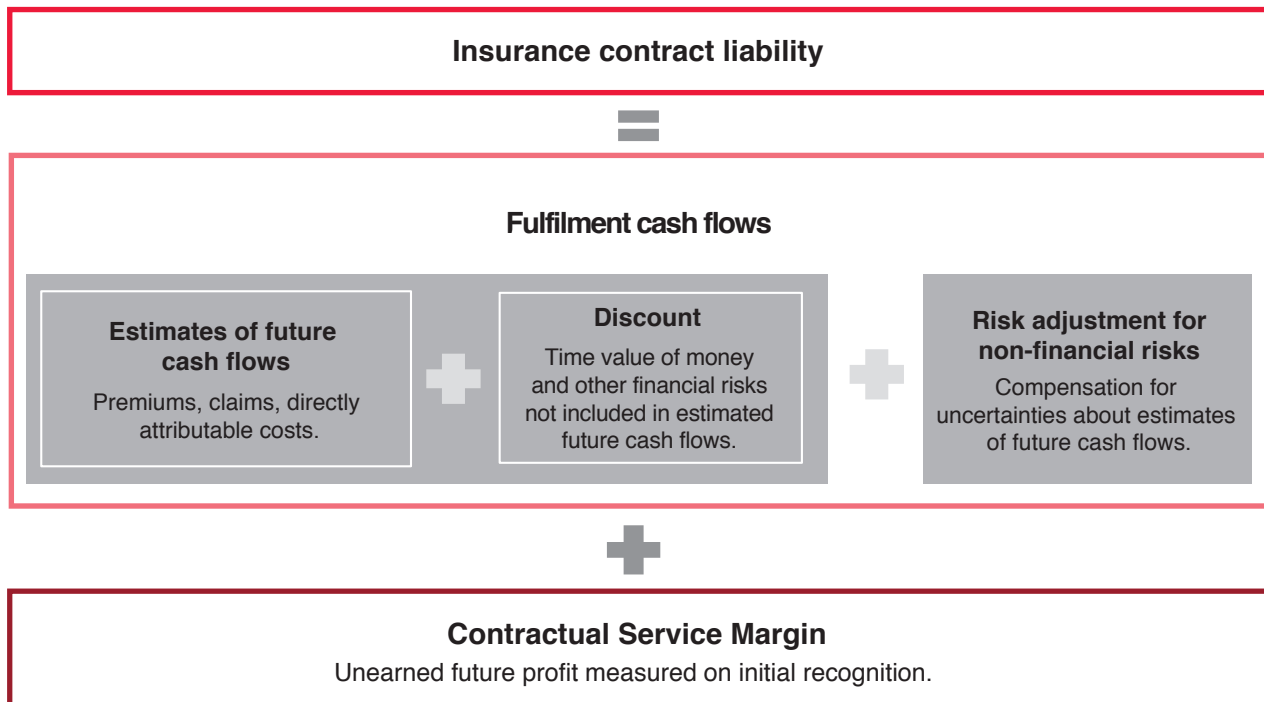 Insurance contract liability
=
Fulfilment cash flows
Estimates of future
cash flows
Premiums, claims, directly
attributable costs.
+
Discount
Time value of money
and other financial risks
not included in estimated
future cash flows.
+
Risk adjustment for
non-financial risks
Compensation for
uncertainties about estimates
of future cash flows.
+
Contractual Service Margin
Unearned future profit measured on initial recognition.